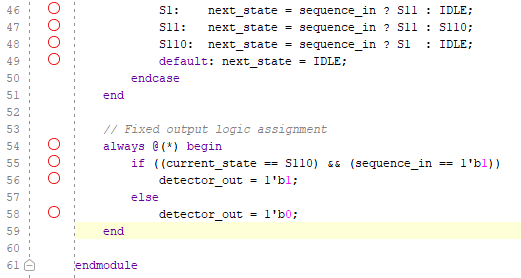 46 S1: next_state = sequence_in ? S11 : IDLE;
47 S11: next_state = sequence_in ? S11 : S110;
48 S110: next_state = sequence_in ? S1 : IDLE;
49 default: next_state = IDLE;
50 endcase
51 end
52
53 // Fixed output logic assignment
54 always @(*) begin
55 if ((current_state == S110) && (sequence_in == 1'b1))
56 detector_out = 1'b1;
57 else
58 detector_out = 1'b0;
59 end
60
61 endmodule